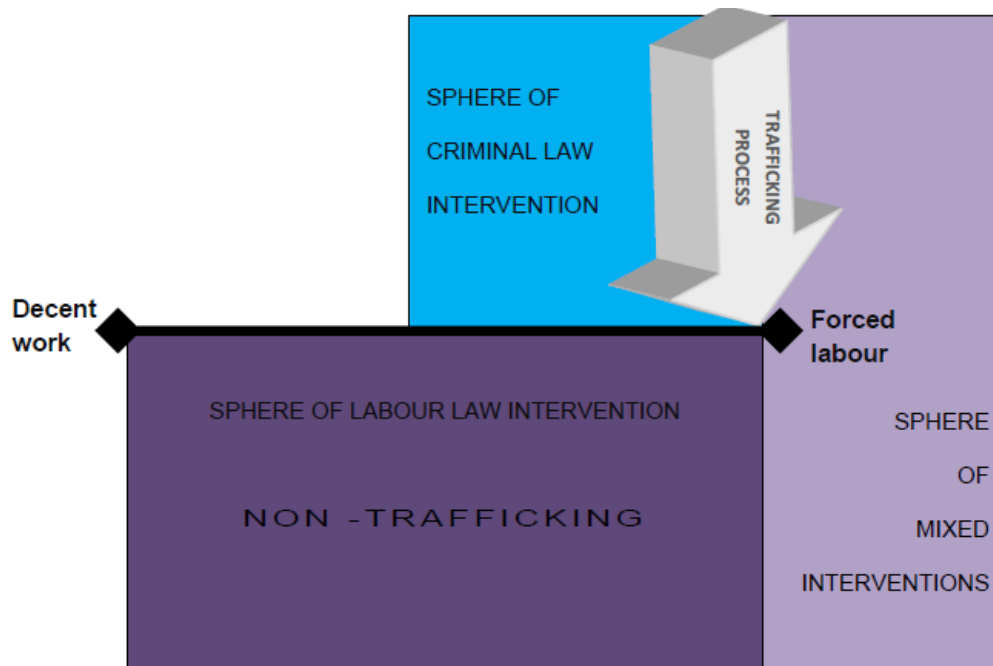 SPHERE OF
CRIMINAL LAW
INTERVENTION
TRAFFICKING
PROCESS
Decent
work
Forced
labour
SPHERE OF LABOUR LAW INTERVENTION
NON -TRAFFICKING
SPHERE
OF
MIXED
INTERVENTIONS